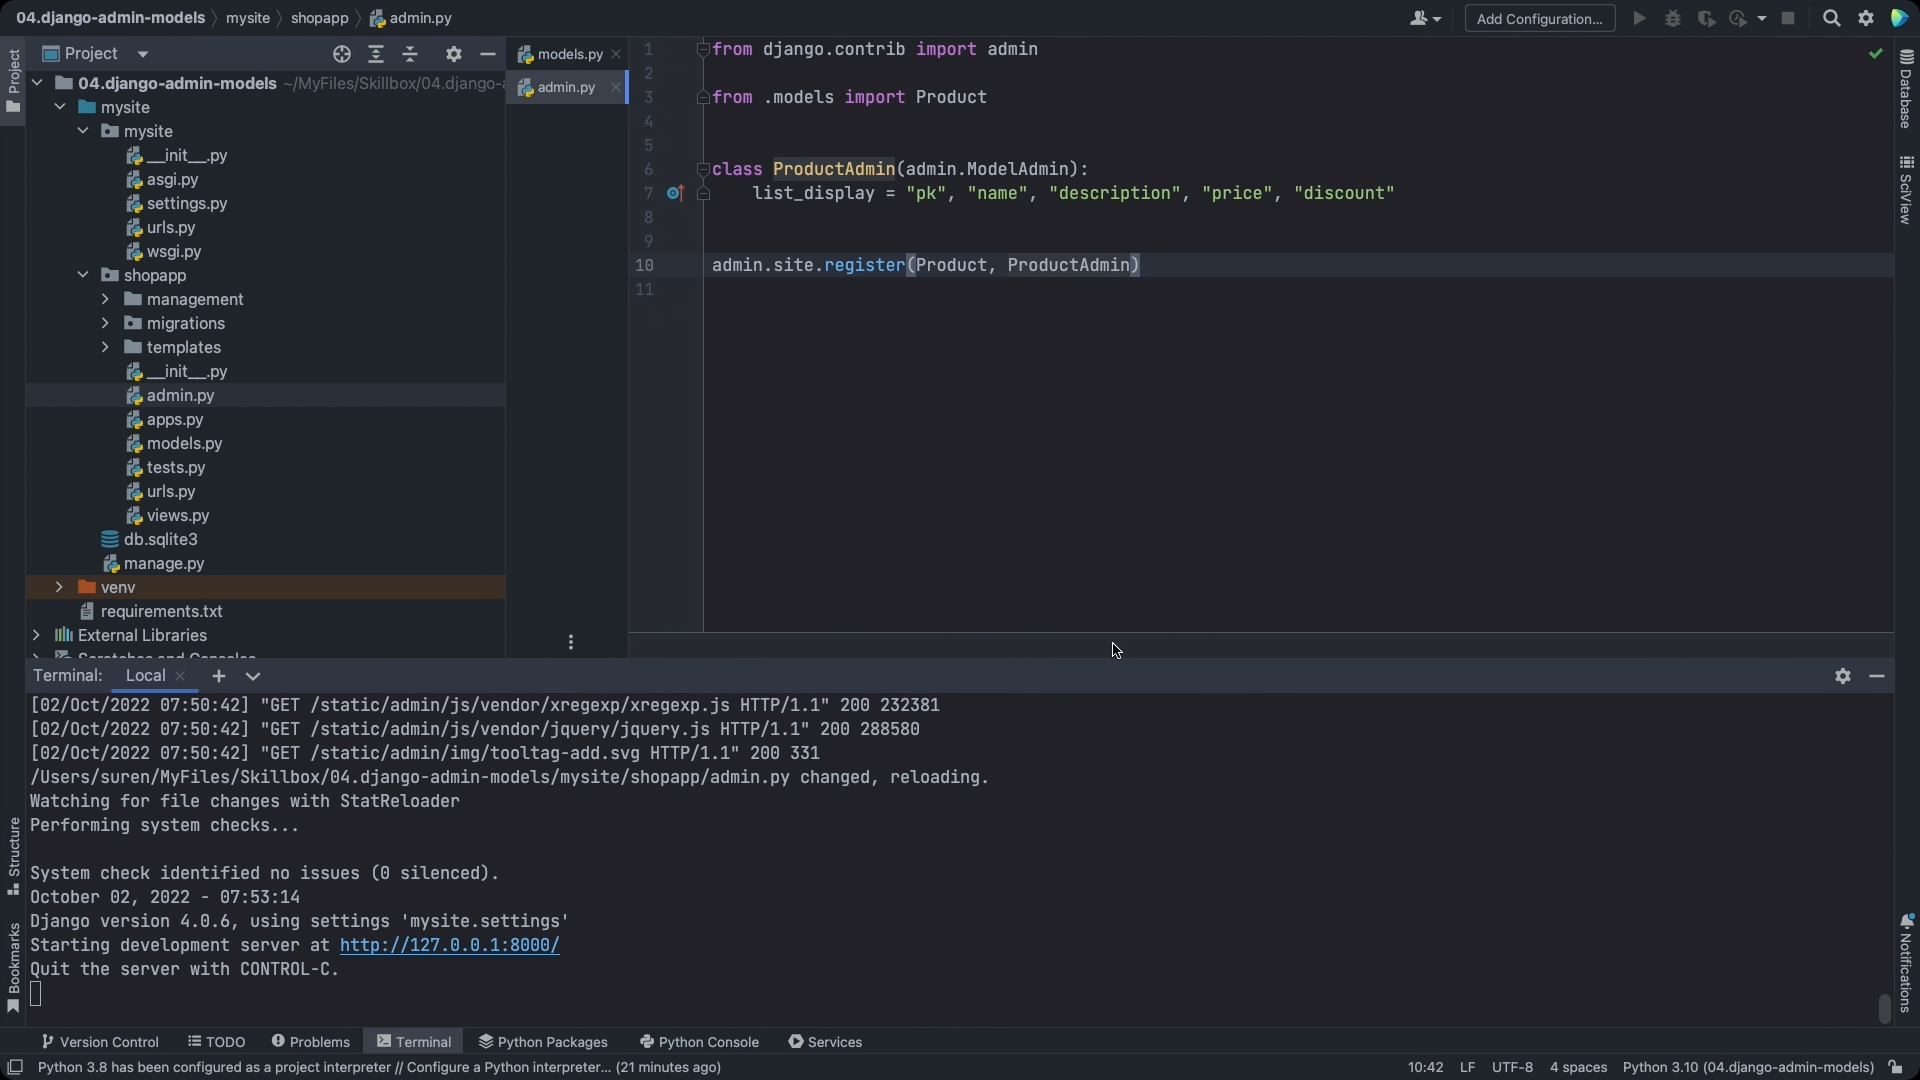 04.django-admin-models mysite shopapp admin.py
Add Configuration...
Project
Project
models.py
admin.py
04.django-admin-models ~/MyFiles/Skillbox/04.django-a
mysite
mysite
__init__.py
asgi.py
settings.py
urls.py
wsgi.py
shopapp
management
migrations
templates
__init__.py
admin.py
apps.py
models.py
tests.py
urls.py
views.py
db.sqlite3
manage.py
venv
requirements.txt
External Libraries
Scratches and Consoles
1 from django.contrib import admin
2
3 from .models import Product
4
5
6 class ProductAdmin(admin.ModelAdmin):
7 list_display = "pk", "name", "description", "price", "discount"
8
9
10 admin.site.register(Product, ProductAdmin)
11
Database
SciView
Notifications
Structure
Bookmarks
Terminal: Local
[02/Oct/2022 07:50:42] "GET /static/admin/js/vendor/xregexp/xregexp.js HTTP/1.1" 200 232381
[02/Oct/2022 07:50:42] "GET /static/admin/js/vendor/jquery/jquery.js HTTP/1.1" 200 288580
[02/Oct/2022 07:50:42] "GET /static/admin/img/tooltag-add.svg HTTP/1.1" 200 331
/Users/suren/MyFiles/Skillbox/04.django-admin-models/mysite/shopapp/admin.py changed, reloading.
Watching for file changes with StatReloader
Performing system checks...
System check identified no issues (0 silenced).
October 02, 2022 - 07:53:14
Django version 4.0.6, using settings 'mysite.settings'
Starting development server at http://127.0.0.1:8000/
Quit the server with CONTROL-C.
Version Control TODO Problems Terminal Python Packages Python Console Services
Python 3.8 has been configured as a project interpreter // Configure a Python interpreter... (21 minutes ago) 10:42 LF UTF-8 4 spaces Python 3.10 (04.django-admin-models)